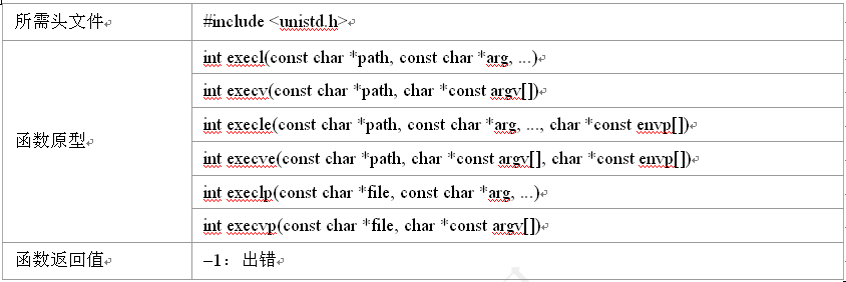 所需头文件 #include <unistd.h>
函数原型
int execl(const char *path, const char *arg, ...)
int execv(const char *path, char *const argv[])
int execle(const char *path, const char *arg, ..., char *const envp[])
int execve(const char *path, char *const argv[], char *const envp[])
int execlp(const char *file, const char *arg, ...)
int execvp(const char *file, char *const argv[])
函数返回值 –1：出错